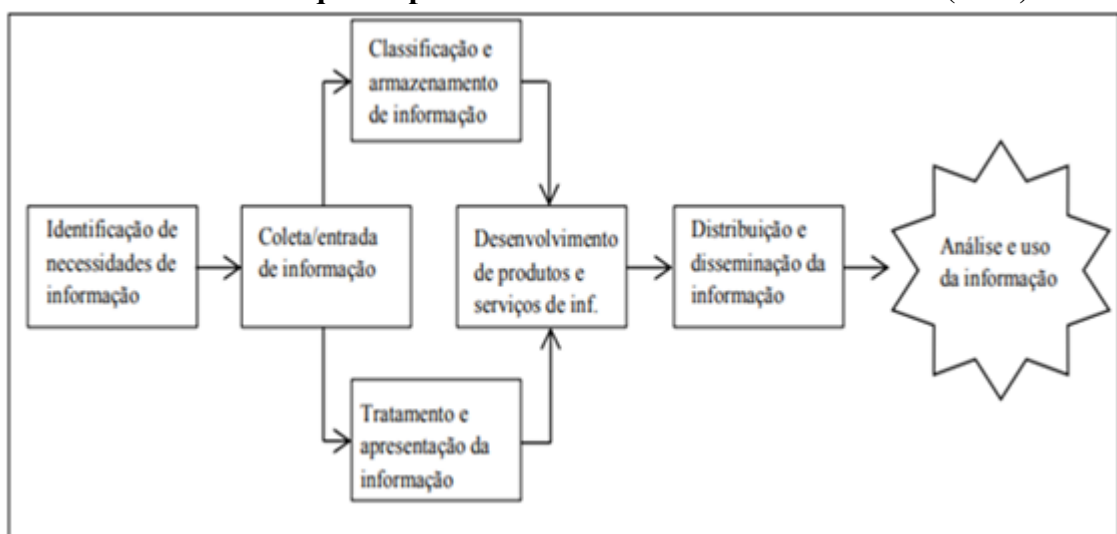 Classificação e
armazenamento
de informação
Identificação de
necessidades de
informação
Coleta/entrada
de informação
Desenvolvimento
de produtos e
serviços de inf.
Distribuição e
disseminação da
informação
Análise e uso
da informação
Tratamento e
apresentação da
informação